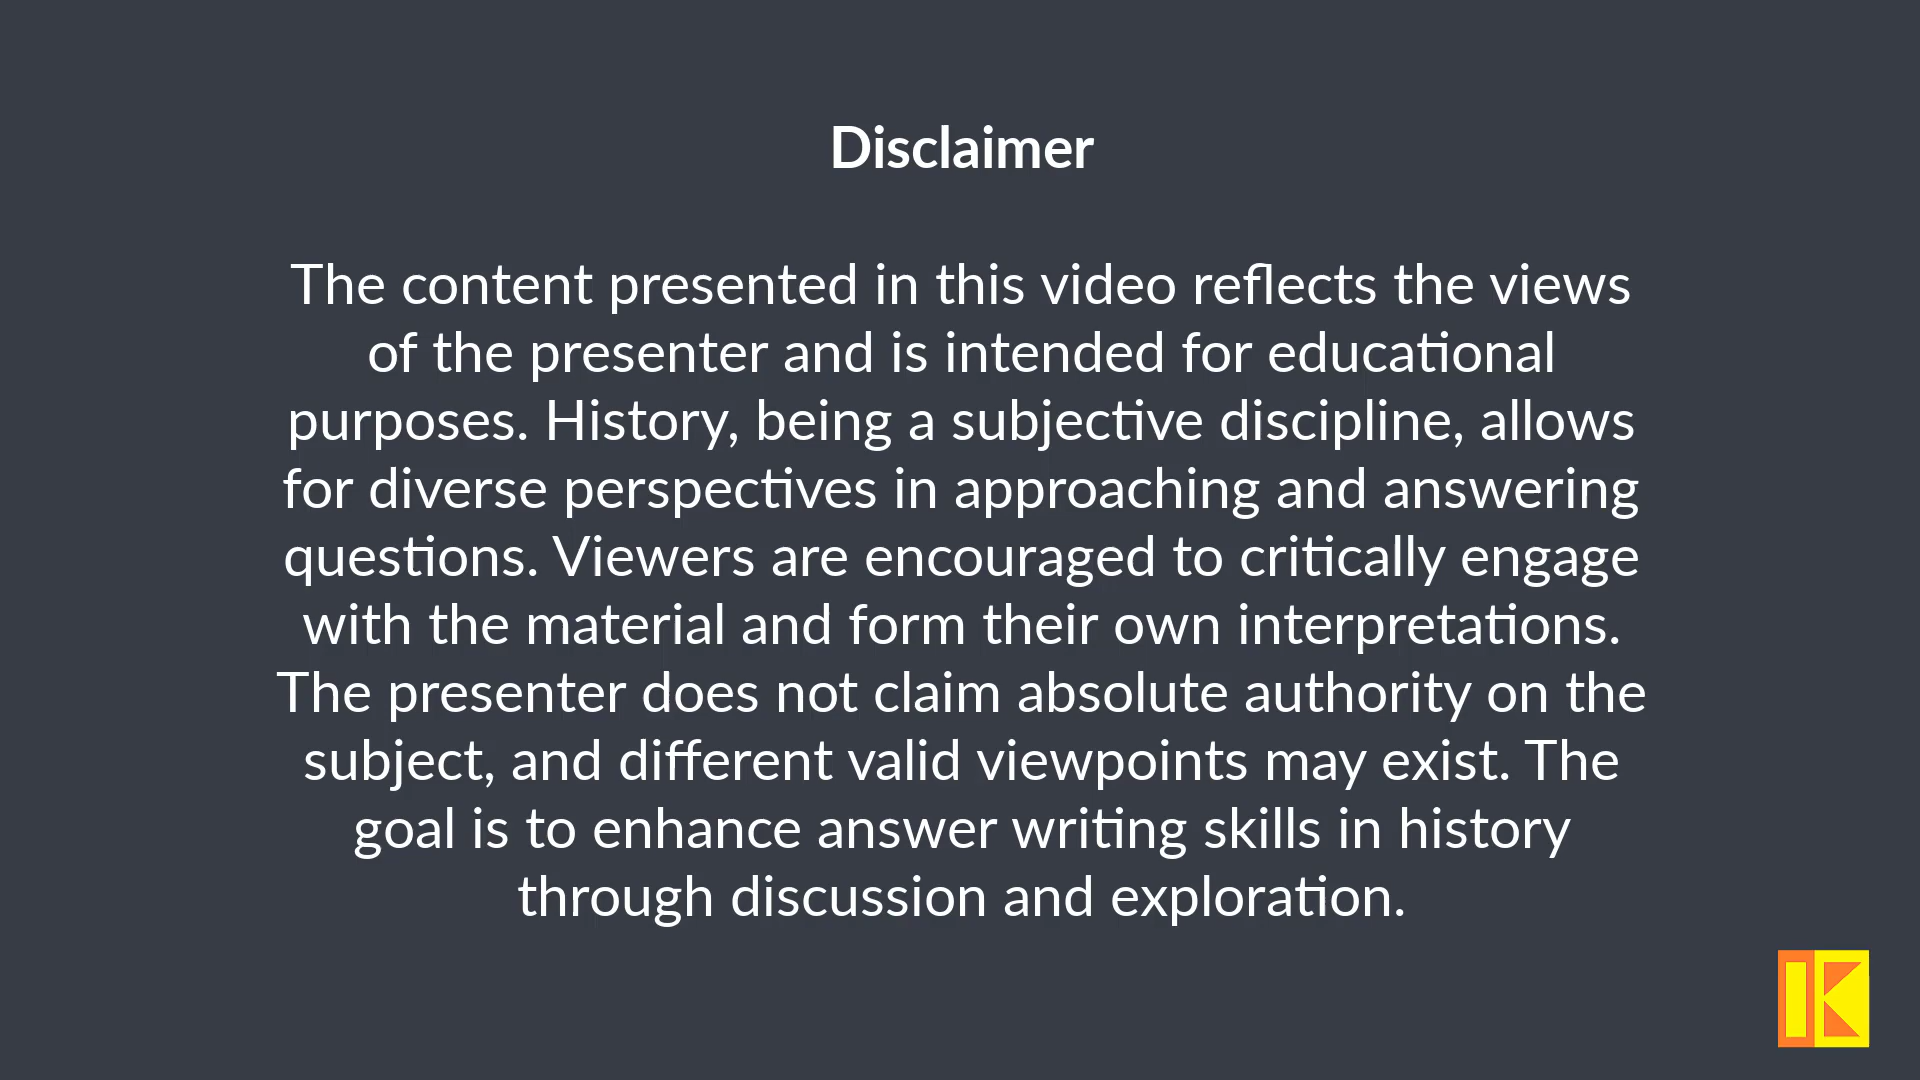 Disclaimer
The content presented in this video reflects the views
of the presenter and is intended for educational
purposes. History, being a subjective discipline, allows
for diverse perspectives in approaching and answering
questions. Viewers are encouraged to critically engage
with the material and form their own interpretations.
The presenter does not claim absolute authority on the
subject, and different valid viewpoints may exist. The
goal is to enhance answer writing skills in history
through discussion and exploration.
IK